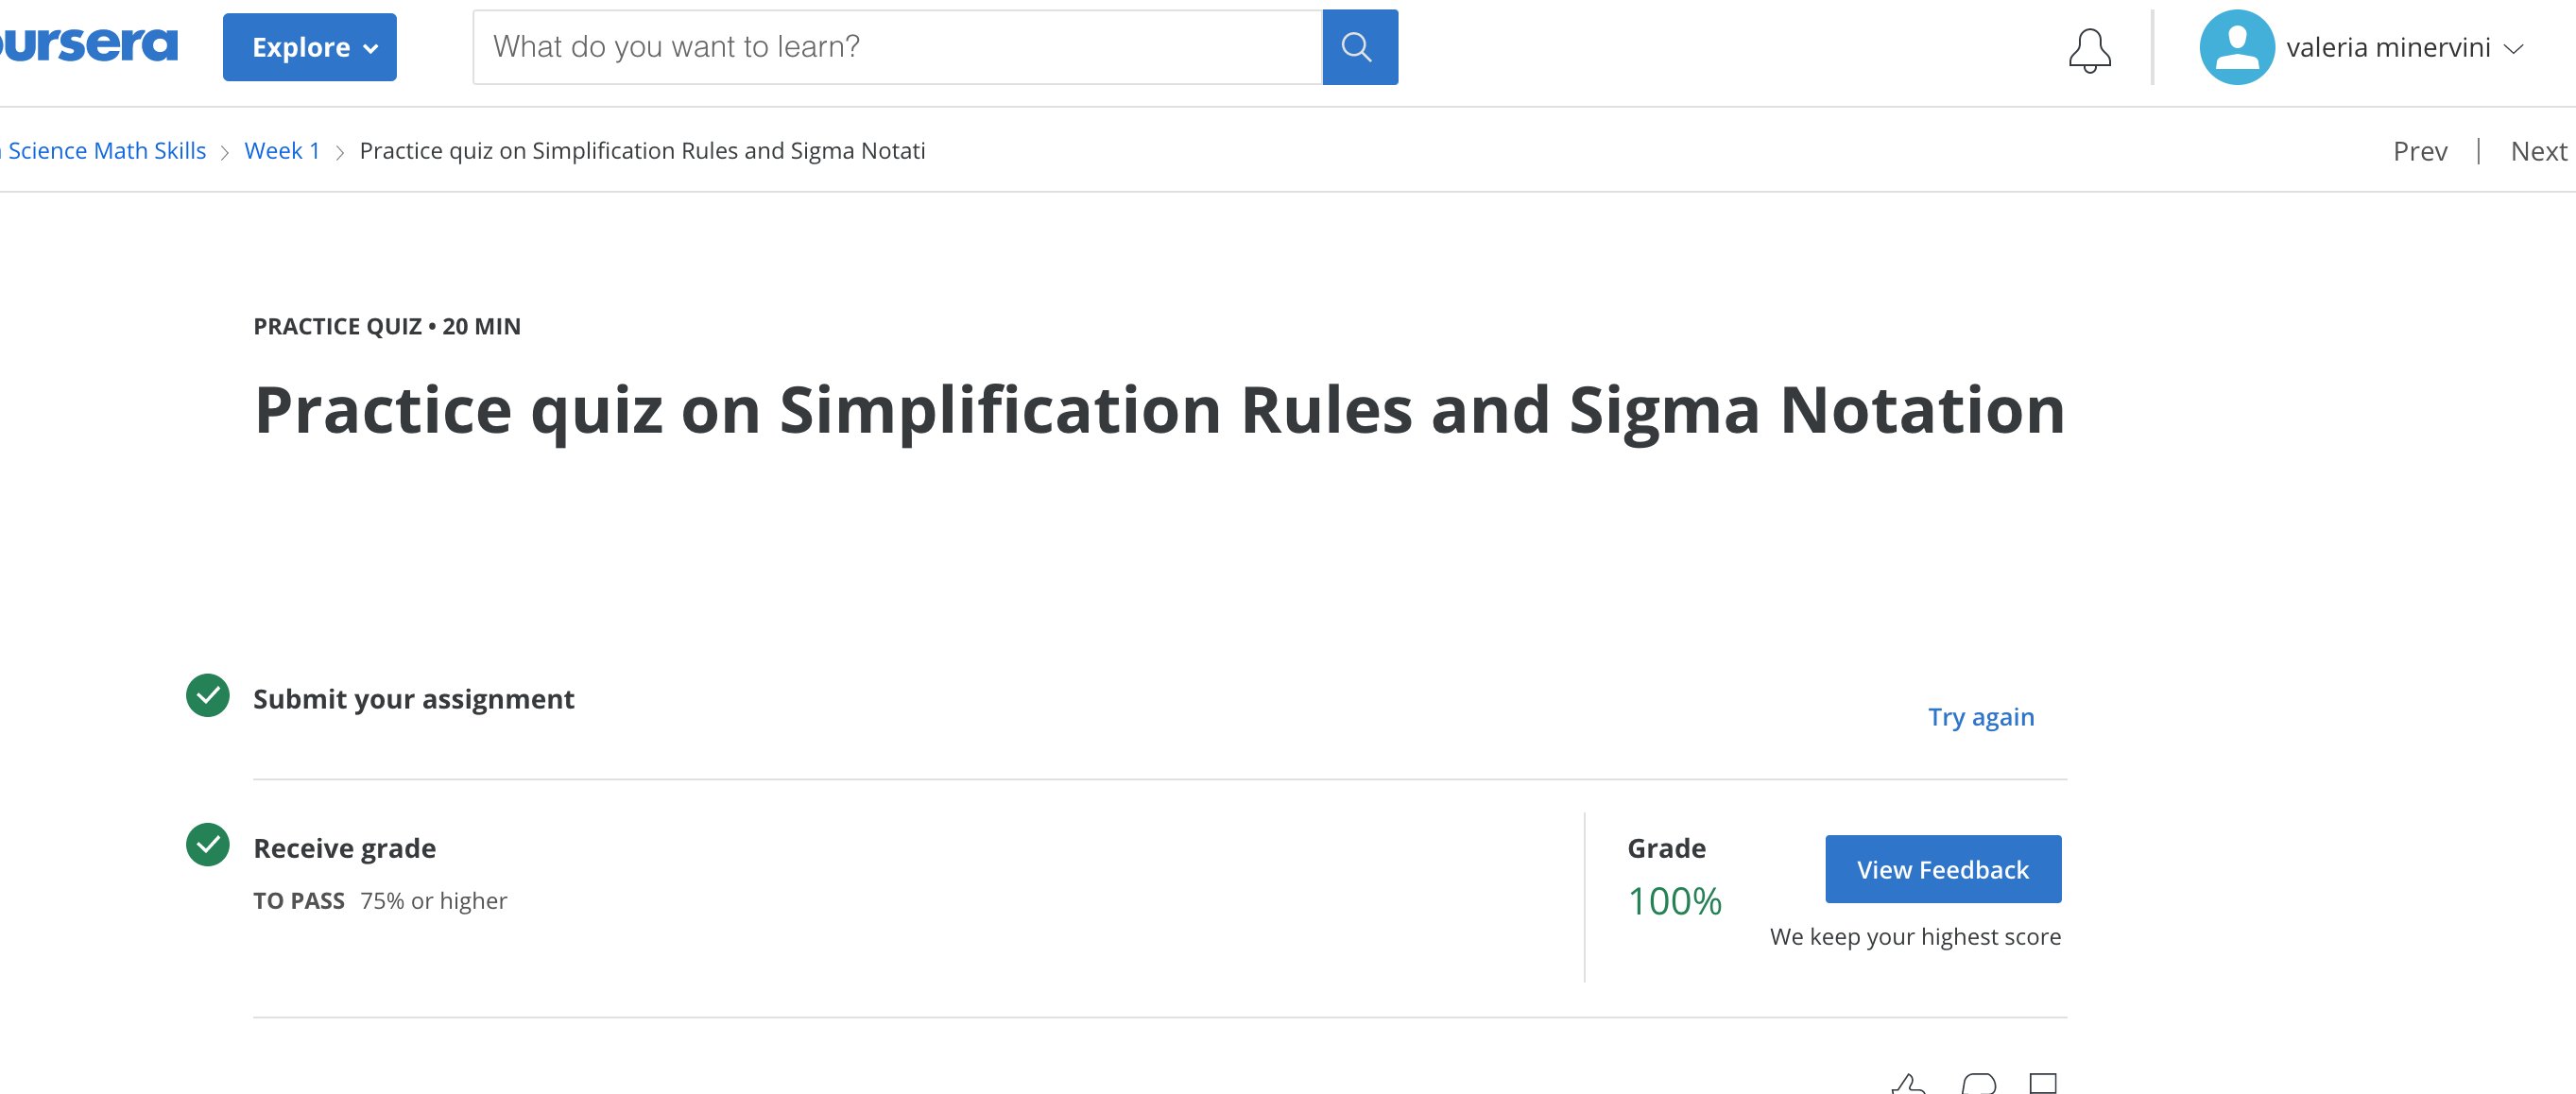 oursera
Explore
What do you want to learn?
valeria minervini
Science Math Skills > Week 1 > Practice quiz on Simplification Rules and Sigma Notati
Prev | Next
PRACTICE QUIZ • 20 MIN
Practice quiz on Simplification Rules and Sigma Notation
Submit your assignment
Try again
Receive grade
TO PASS 75% or higher
Grade
100%
View Feedback
We keep your highest score